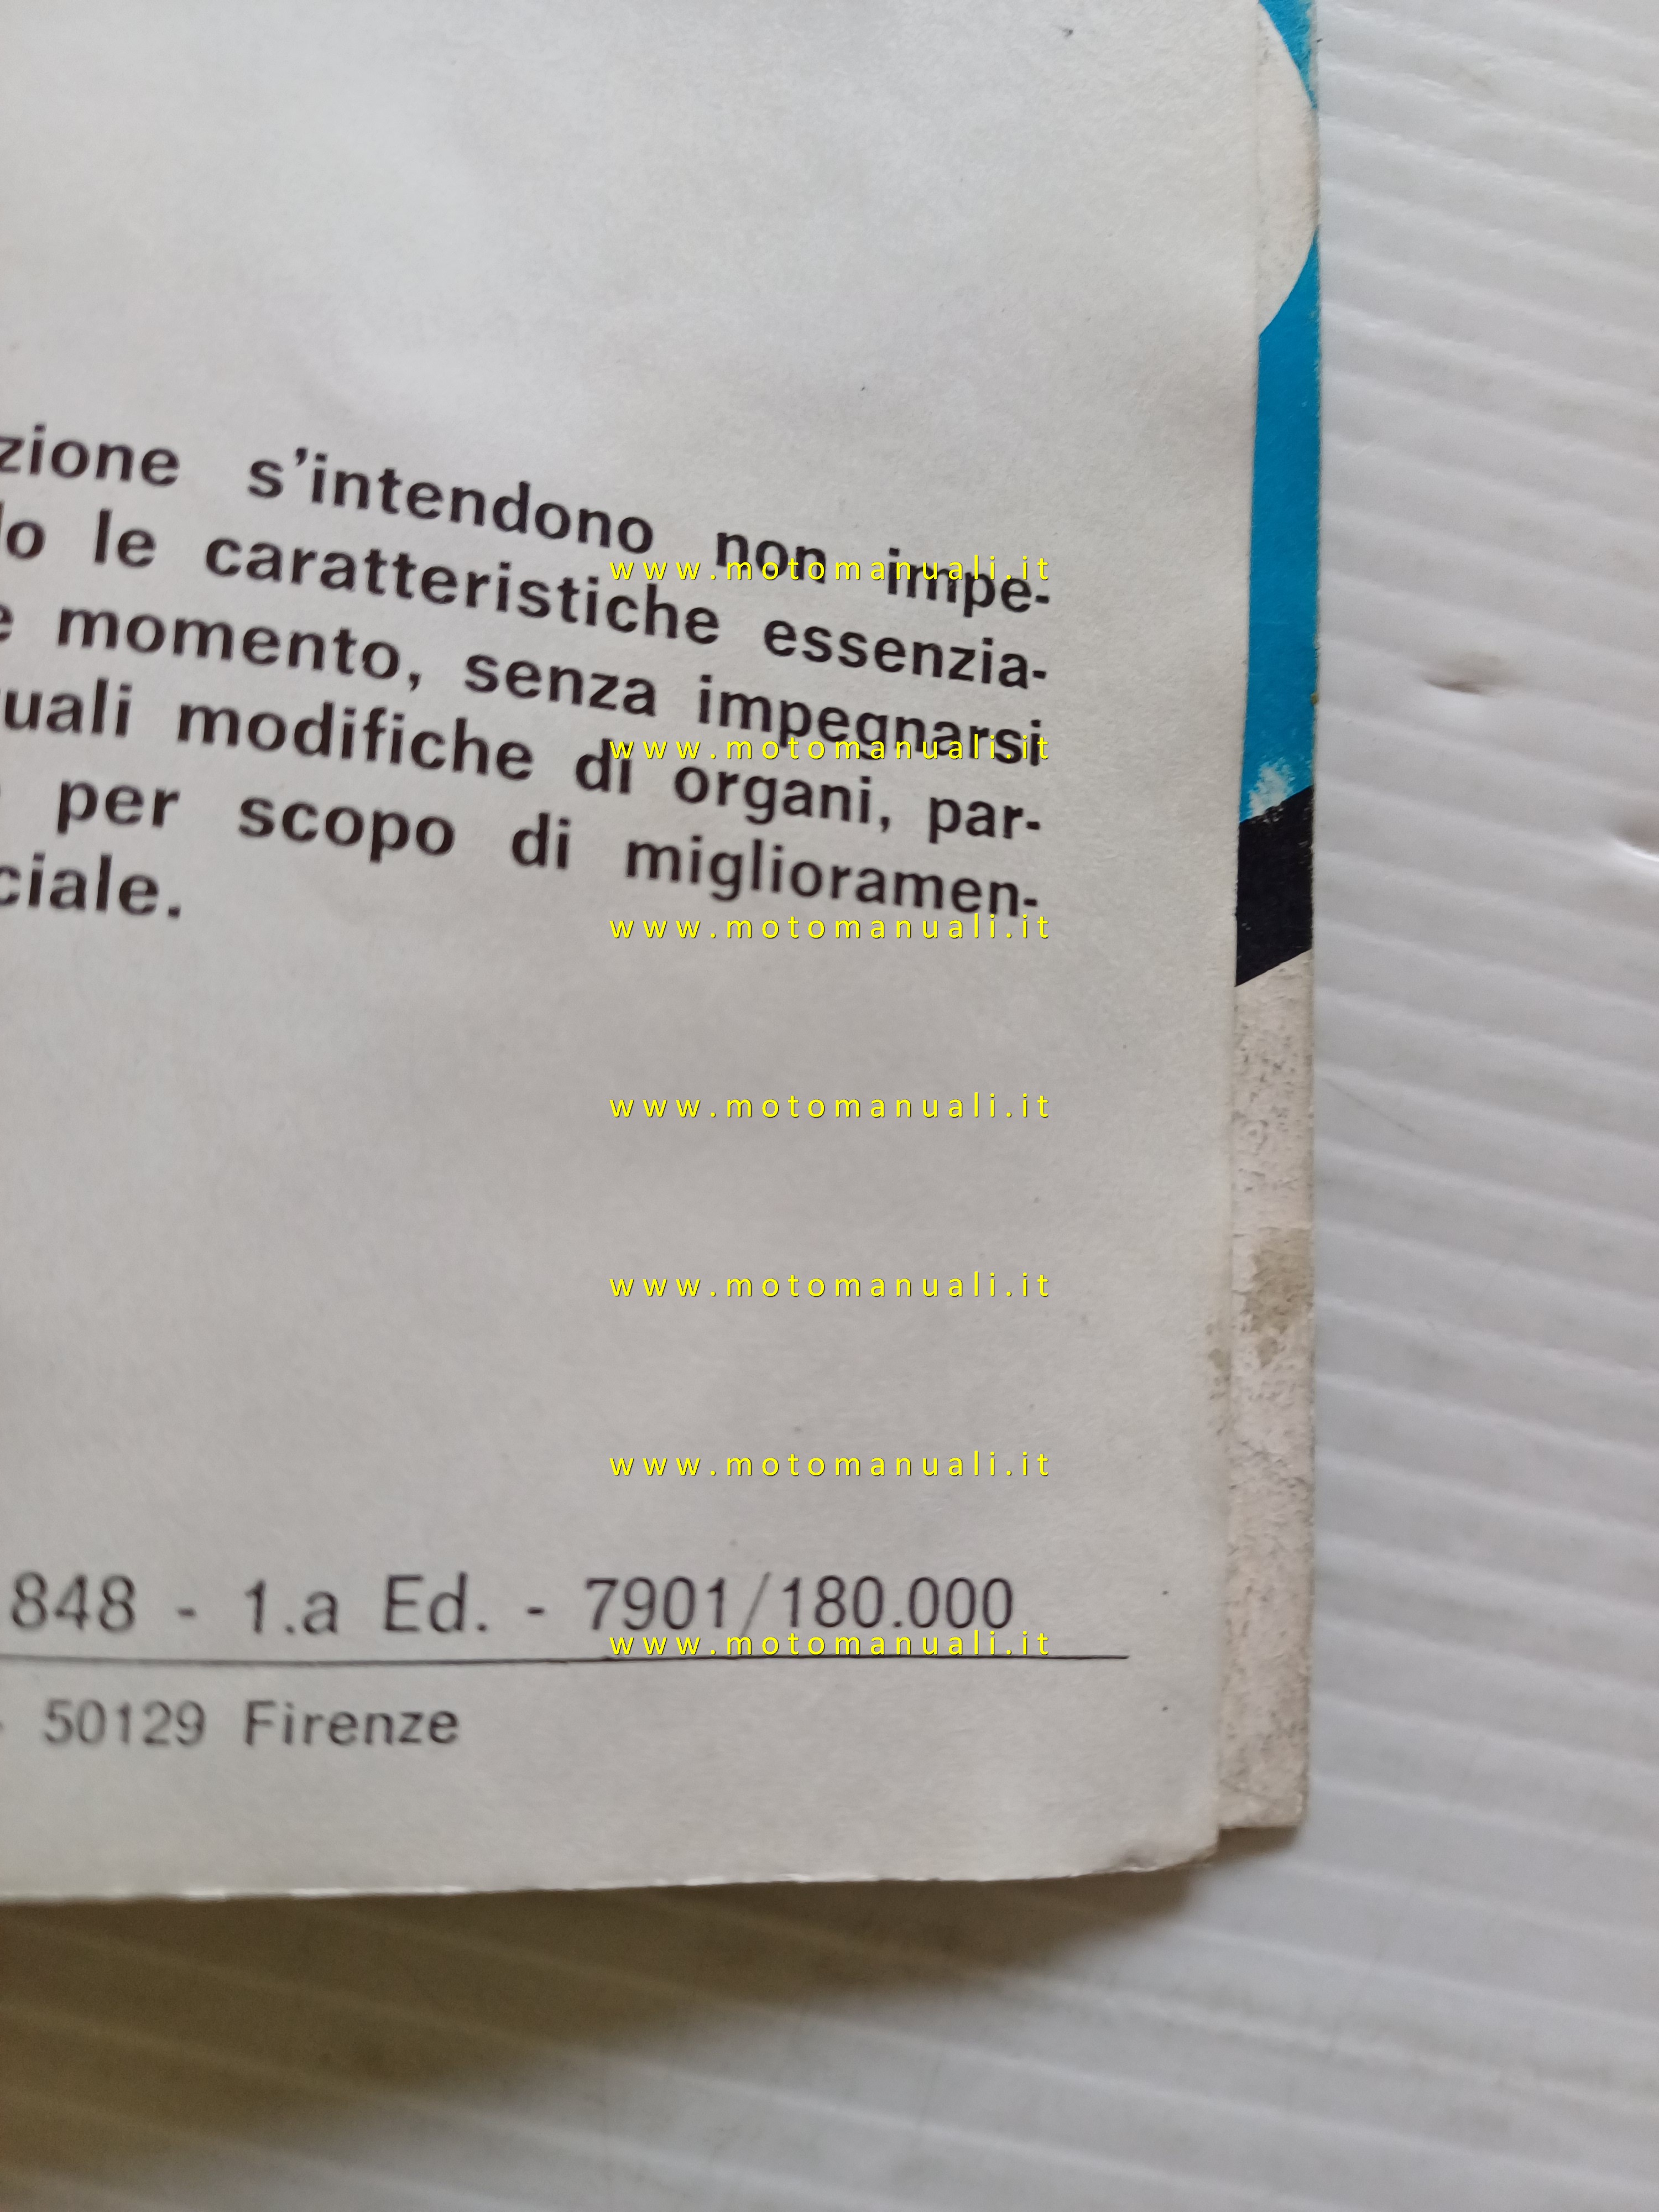 zione s'intendono non impe-
lo le caratteristiche essenzia-
e momento, senza impegnarsi
uali modifiche di organi, par-
per scopo di miglioramen-
ciale.
www.motomanuali.it
www.motomanuali.it
www.motomanuali.it
www.motomanuali.it
www.motomanuali.it
www.motomanuali.it
848 - 1.a Ed. - 7901/180.000
www.motomanuali.it
- 50129 Firenze